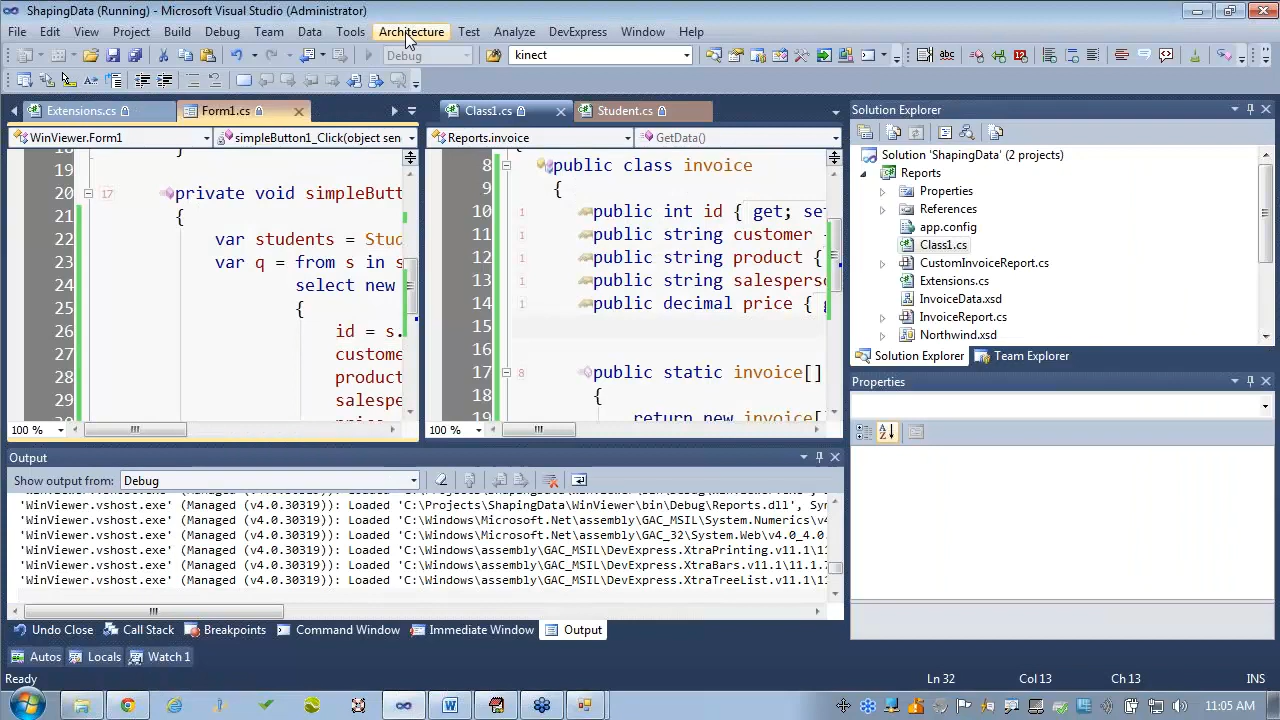 ShapingData (Running) - Microsoft Visual Studio (Administrator)
File Edit View Project Build Debug Team Data Tools Architecture Test Analyze DevExpress Window Help
Debug kinect
Extensions.cs Form1.cs Class1.cs Student.cs Solution Explorer
WinViewer.Form1 simpleButton1_Click(object sen Reports.invoice GetData()
19
20 17 private void simpleButt
21 {
22 var students = Stud
23 var q = from s in s
24 select new
25 {
26 id = s.
27 custome
28 product
29 salespe
100 %
8 public class invoice
9 {
10 1 public int id { get; set
11 1 public string customer
12 1 public string product {
13 1 public string salesperso
14 1 public decimal price { g
15
16
17 8 public static invoice[]
18 {
19 return new invoice[
100 %
Solution 'ShapingData' (2 projects)
Reports
Properties
References
app.config
Class1.cs
CustomInvoiceReport.cs
Extensions.cs
InvoiceData.xsd
InvoiceReport.cs
Northwind.xsd
Solution Explorer Team Explorer
Properties
Output
Show output from: Debug
'WinViewer.vshost.exe' (Managed (v4.0.30319)): Loaded 'C:\Projects\ShapingData\WinViewer\bin\Debug\Reports.dll', Sym
'WinViewer.vshost.exe' (Managed (v4.0.30319)): Loaded 'C:\Windows\Microsoft.Net\assembly\GAC_MSIL\System.Numerics\v4
'WinViewer.vshost.exe' (Managed (v4.0.30319)): Loaded 'C:\Windows\Microsoft.Net\assembly\GAC_32\System.Web\v4.0_4.0.
'WinViewer.vshost.exe' (Managed (v4.0.30319)): Loaded 'C:\Windows\assembly\GAC_MSIL\DevExpress.XtraPrinting.v11.1\11
'WinViewer.vshost.exe' (Managed (v4.0.30319)): Loaded 'C:\Windows\assembly\GAC_MSIL\DevExpress.XtraBars.v11.1\11.1.7
'WinViewer.vshost.exe' (Managed (v4.0.30319)): Loaded 'C:\Windows\assembly\GAC_MSIL\DevExpress.XtraTreeList.v11.1\11
Undo Close Call Stack Breakpoints Command Window Immediate Window Output
Autos Locals Watch 1
Ready Ln 32 Col 13 Ch 13 INS
11:05 AM